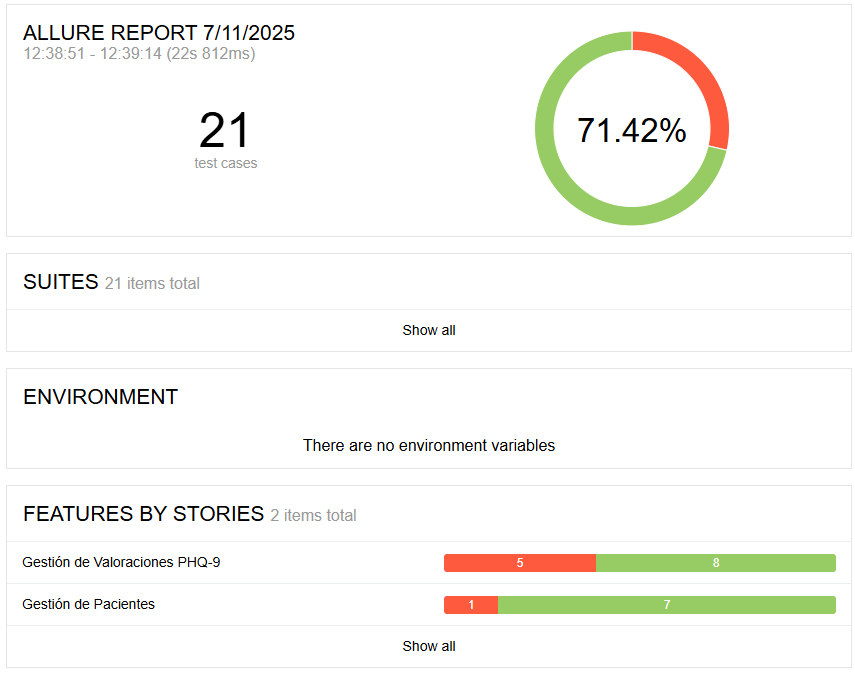 ALLURE REPORT 7/11/2025
12:38:51 - 12:39:14 (22s 812ms)
21
test cases
71.42%
SUITES 21 items total
Show all
ENVIRONMENT
There are no environment variables
FEATURES BY STORIES 2 items total
Gestión de Valoraciones PHQ-9 5 8
Gestión de Pacientes 1 7
Show all